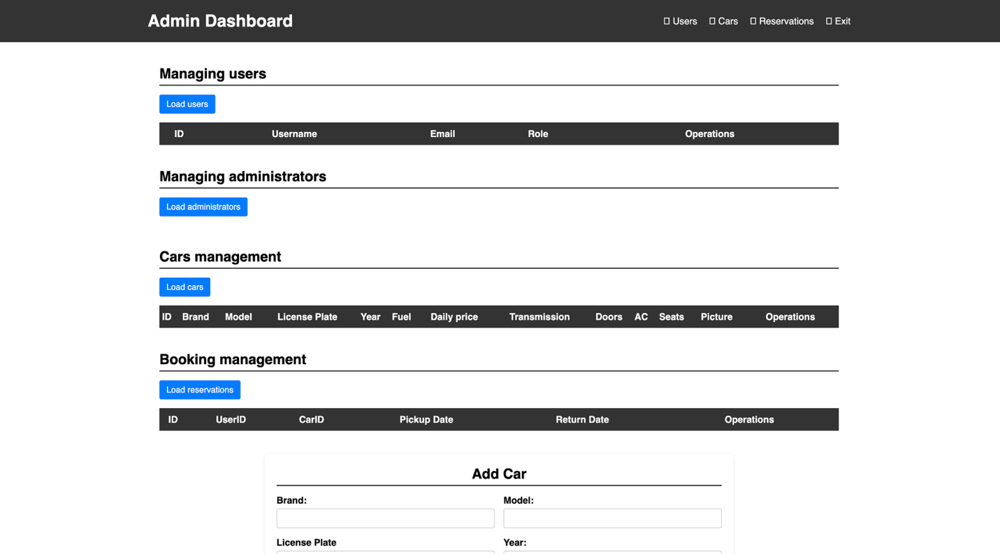 Admin Dashboard
Users Cars Reservations Exit
Managing users
Load users
ID Username Email Role Operations
Managing administrators
Load administrators
Cars management
Load cars
ID Brand Model License Plate Year Fuel Daily price Transmission Doors AC Seats Picture Operations
Booking management
Load reservations
ID UserID CarID Pickup Date Return Date Operations
Add Car
Brand: Model:
License Plate Year: